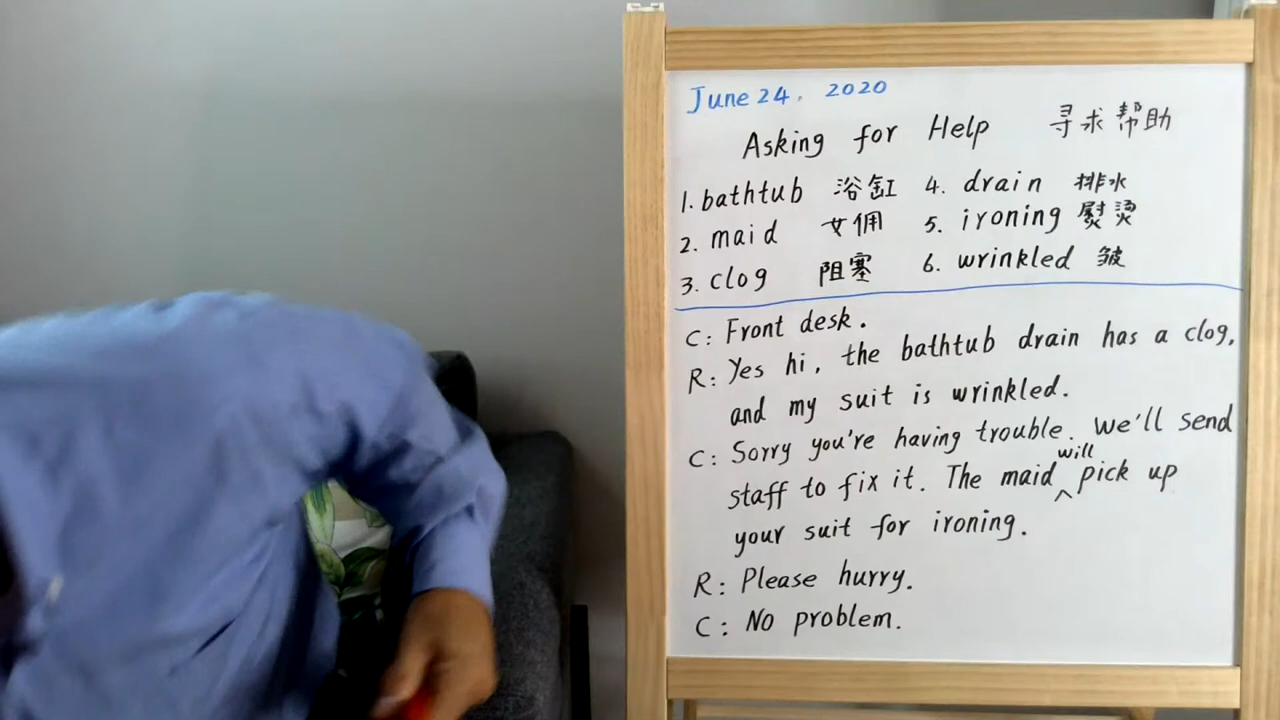 June 24, 2020
Asking for Help 寻求帮助
1. bathtub 浴缸 4. drain 排水
2. maid 女佣 5. ironing 熨烫
3. clog 阻塞 6. wrinkled 皱
C: Front desk.
R: Yes hi, the bathtub drain has a clog,
and my suit is wrinkled.
C: Sorry you're having trouble. We'll send
staff to fix it. The maid will pick up
your suit for ironing.
R: Please hurry.
C: No problem.